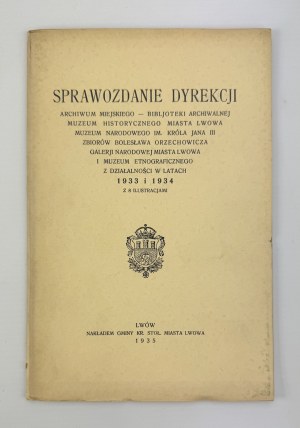 SPRAWOZDANIE DYREKCJI
ARCHIWUM MIEJSKIEGO — BIBLJOTEKI ARCHIWALNEJ
MUZEUM HISTORYCZNEGO MIASTA LWOWA
MUZEUM NARODOWEGO IM. KRÓLA JANA III
ZBIORÓW BOLESŁAWA ORZECHOWICZA
GALERJI NARODOWEJ MIASTA LWOWA
I MUZEUM ETNOGRAFICZNEGO
Z DZIAŁALNOŚCI W LATACH
1933 i 1934
Z 8 ILUSTRACJAMI
LWÓW
NAKŁADEM GMINY KR. STOŁ. MIASTA LWOWA
1935